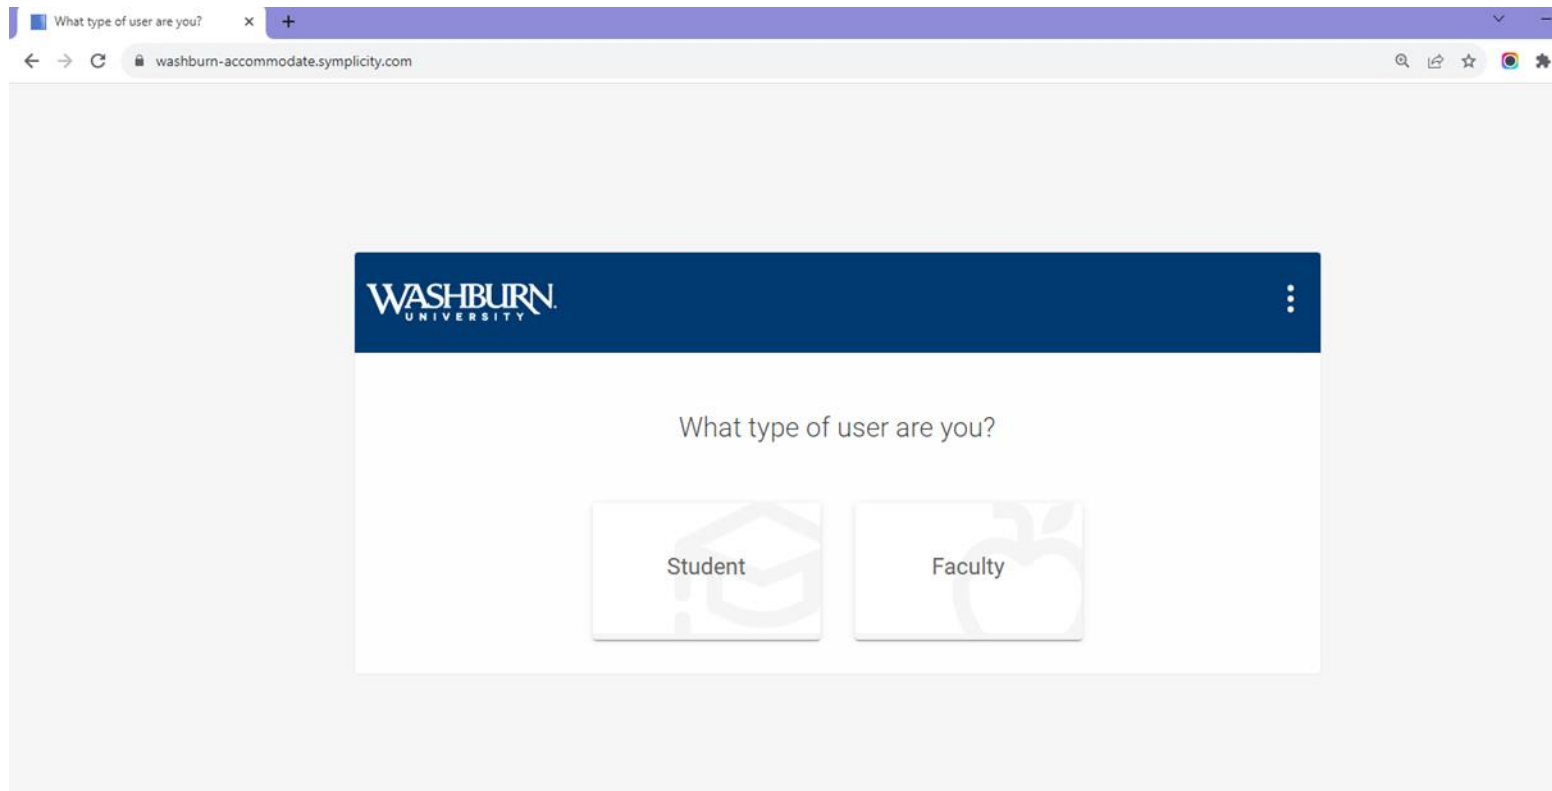 What type of user are you?
washburn-accommodate.symplicity.com
WASHBURN.
UNIVERSITY
What type of user are you?
Student
Faculty